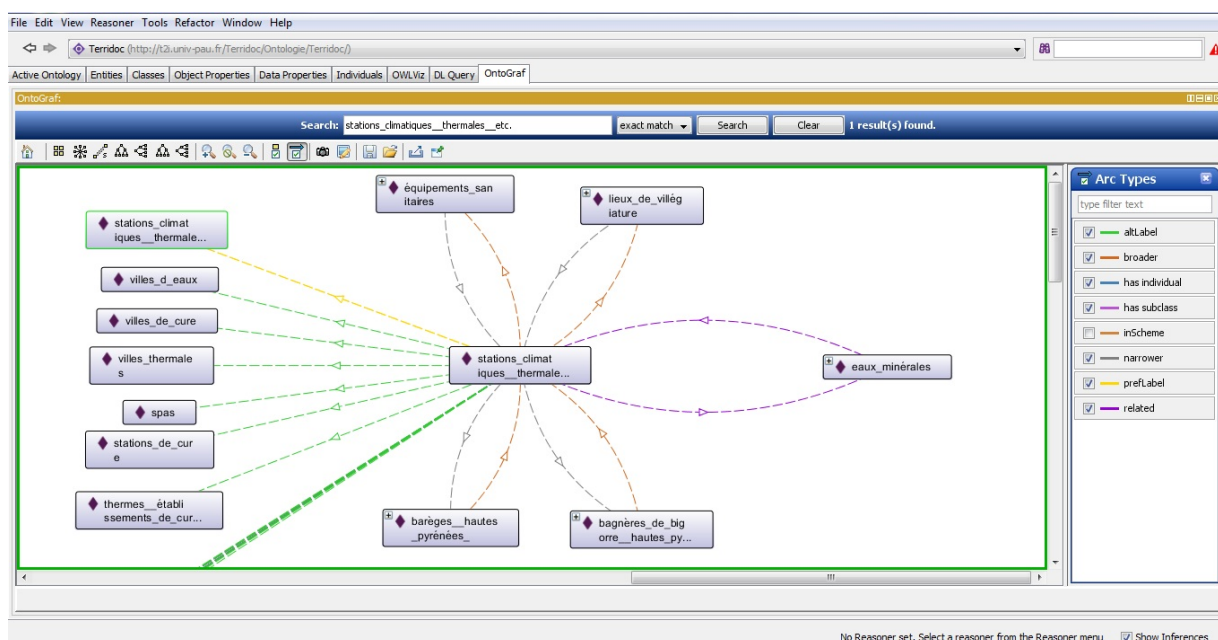 File Edit View Reasoner Tools Refactor Window Help
Terridoc (http://t2i.univ-pau.fr/Terridoc/Ontologie/Terridoc/)
Active Ontology Entities Classes Object Properties Data Properties Individuals OWLViz DL Query OntoGraf
OntoGraf:
Search: stations_climatiques__thermales__etc. exact match Search Clear 1 result(s) found.
équipements_san
itaires
lieux_de_villég
iature
stations_climat
iques__thermale...
villes_d_eaux
villes_de_cure
villes_thermale
s
spas
stations_de_cur
e
thermes__établi
ssements_de_cur...
stations_climat
iques__thermale...
eaux_minérales
barèges__hautes
_pyrénées_
bagnères_de_big
orre__hautes_py...
Arc Types
type filter text
altLabel
broader
has individual
has subclass
inScheme
narrower
prefLabel
related
No Reasoner set. Select a reasoner from the Reasoner menu Show Inferences